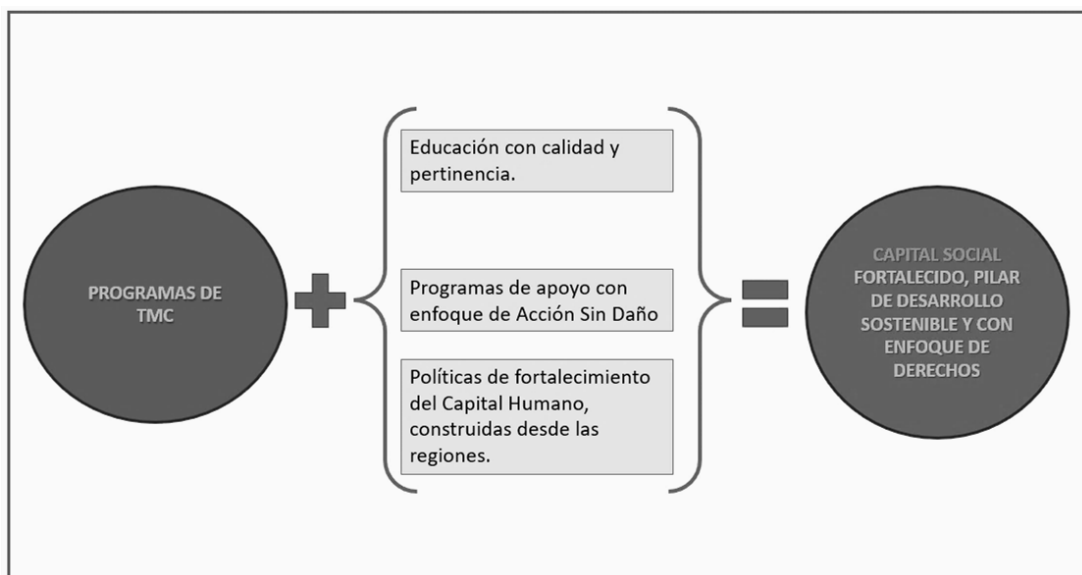 PROGRAMAS DE
TMC
Educación con calidad y
pertinencia.
Programas de apoyo con
enfoque de Acción Sin Daño
Políticas de fortalecimiento
del Capital Humano,
construidas desde las
regiones.
CAPITAL SOCIAL
FORTALECIDO, PILAR
DE DESARROLLO
SOSTENIBLE Y CON
ENFOQUE DE
DERECHOS